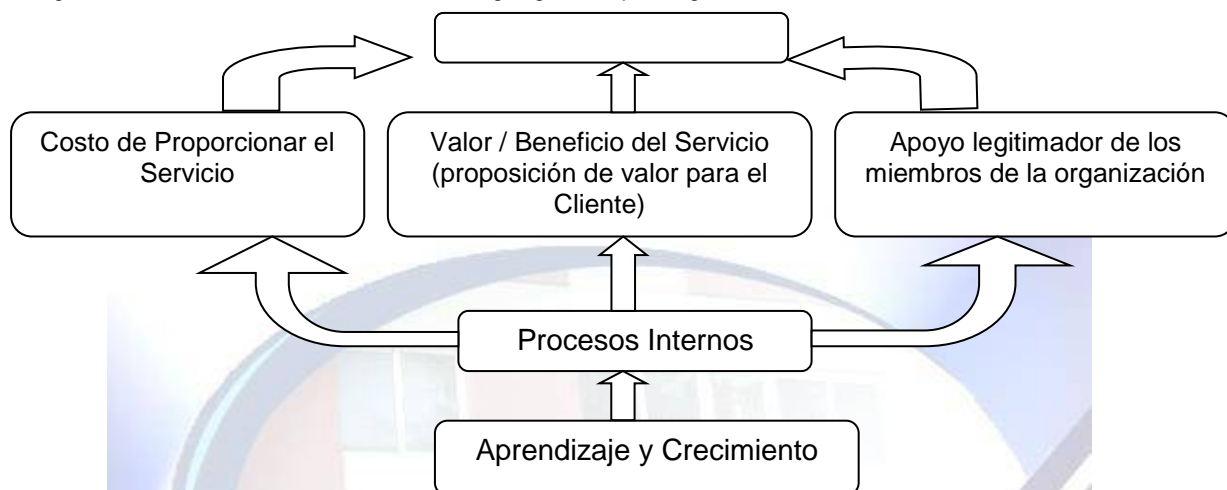 Costo de Proporcionar el
Servicio
Valor / Beneficio del Servicio
(proposición de valor para el
Cliente)
Apoyo legitimador de los
miembros de la organización
Procesos Internos
Aprendizaje y Crecimiento